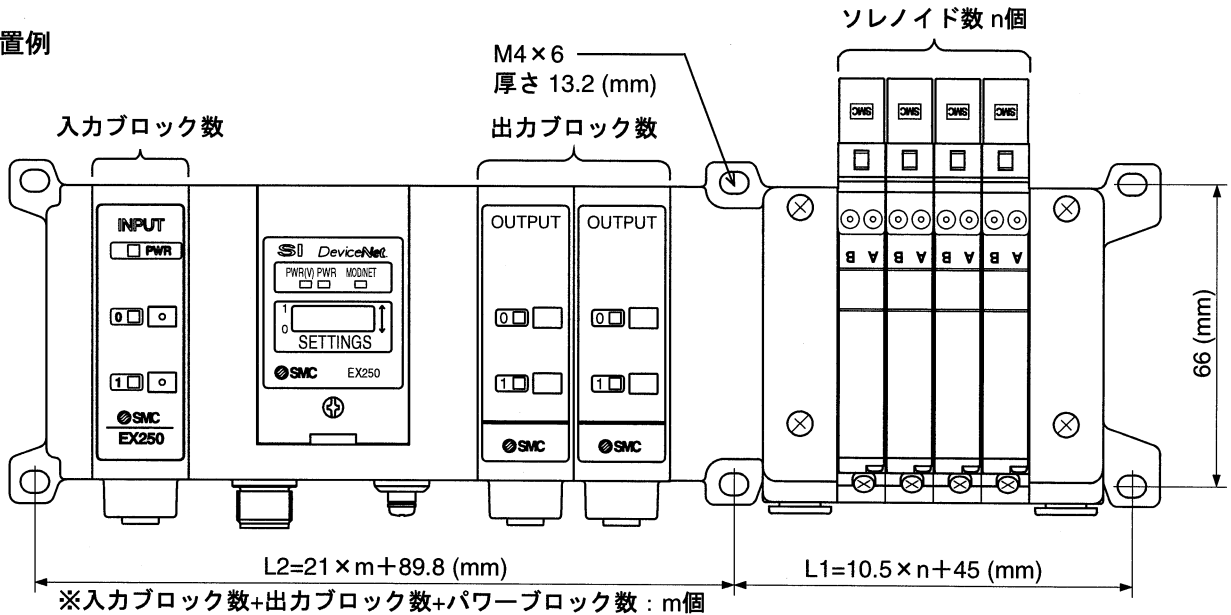 置例
ソレノイド数 n個
M4×6
厚さ 13.2 (mm)
入力ブロック数
出力ブロック数
SMC SMC SMC SMC
INPUT
PWR
0
1
SMC
EX250
SI DeviceNet
PWR(V) PWR MOD/NET
1
0
SETTINGS
SMC EX250
OUTPUT
0
1
SMC
OUTPUT
0
1
SMC
B A B A B A B A
66 (mm)
L2=21×m+89.8 (mm)
L1=10.5×n+45 (mm)
※入力ブロック数+出力ブロック数+パワーブロック数：m個